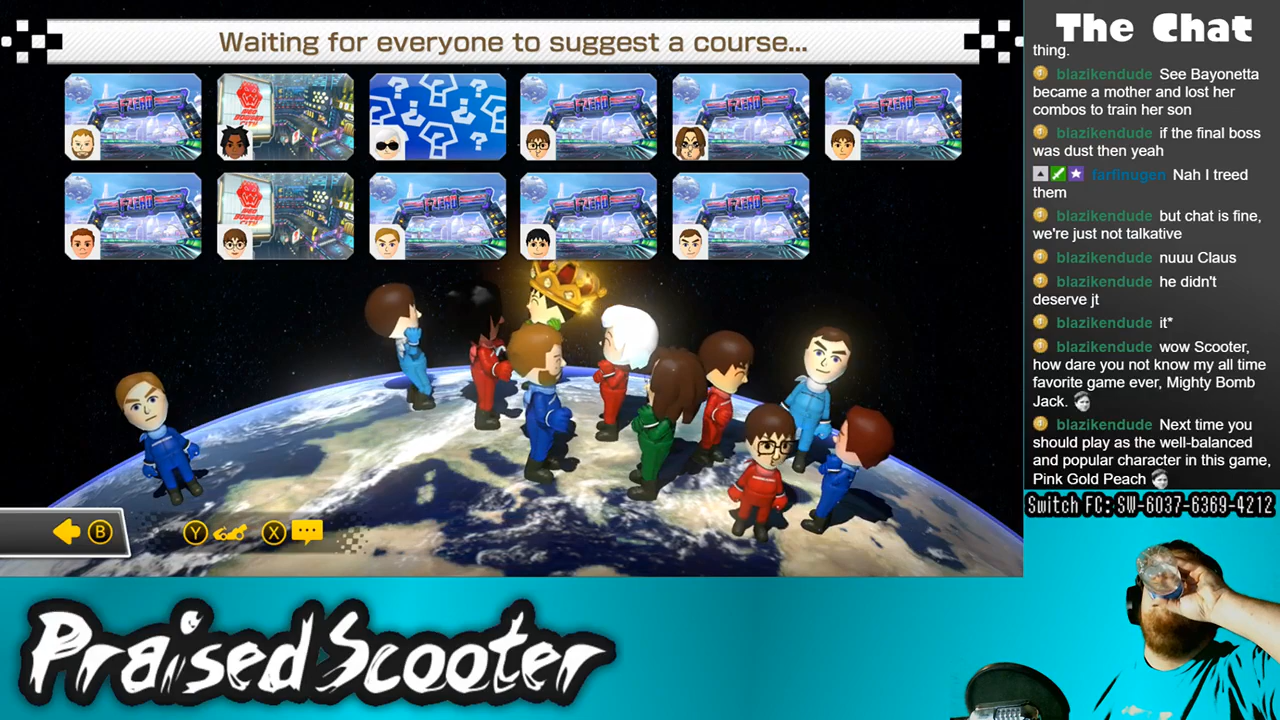 Waiting for everyone to suggest a course...
The Chat
thing.
blazikendude See Bayonetta
became a mother and lost her
combos to train her son
blazikendude if the final boss
was dust then yeah
farfinugen Nah I treed
them
blazikendude but chat is fine,
we're just not talkative
blazikendude nuuu Claus
blazikendude he didn't
deserve jt
blazikendude it*
blazikendude wow Scooter,
how dare you not know my all time
favorite game ever, Mighty Bomb
Jack.
blazikendude Next time you
should play as the well-balanced
and popular character in this game,
Pink Gold Peach
Switch FC: SW-6037-6369-4212
B
Y
X
PraisedScooter